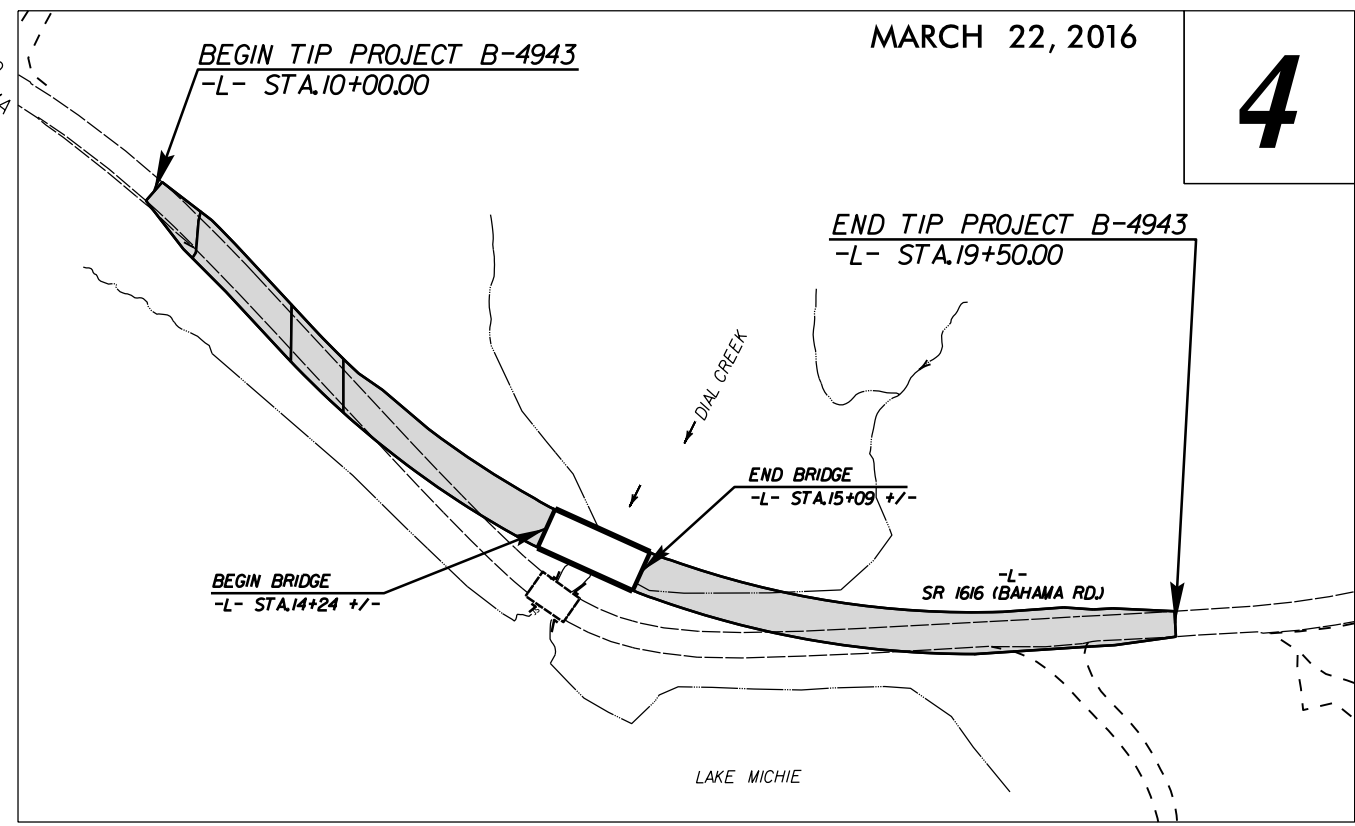 MARCH 22, 2016
4
BEGIN TIP PROJECT B-4943
-L- STA.10+00.00
END TIP PROJECT B-4943
-L- STA.19+50.00
DIAL CREEK
END BRIDGE
-L- STA.15+09 +/-
BEGIN BRIDGE
-L- STA.14+24 +/-
-L-
SR 1616 (BAHAMA RD.)
LAKE MICHIE